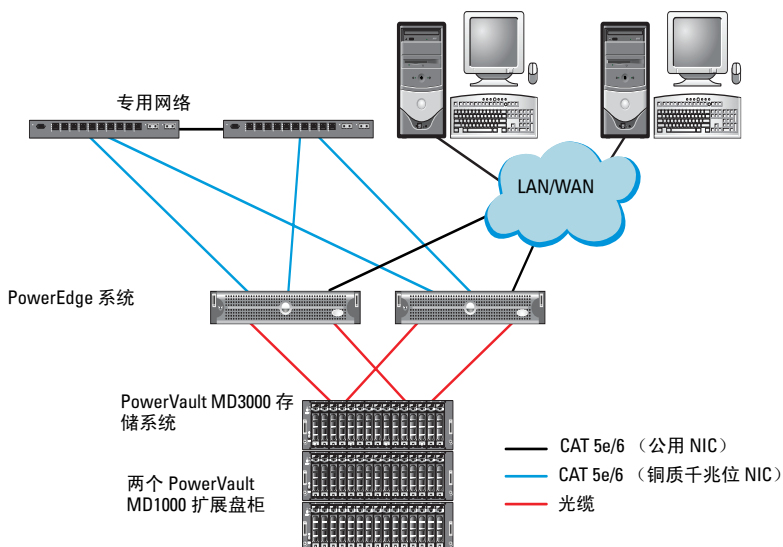 专用网络
LAN/WAN
PowerEdge 系统
PowerVault MD3000 存
储系统
两个 PowerVault
MD1000 扩展盘柜
CAT 5e/6 （公用 NIC）
CAT 5e/6 （铜质千兆位 NIC）
光缆